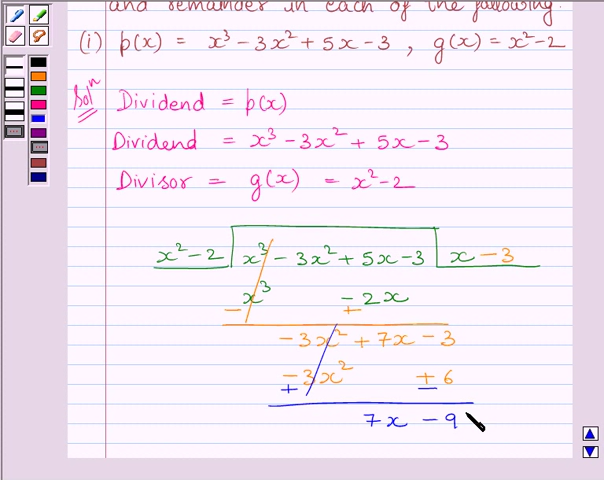 and remainder in each of the following.
(i) p(x) = x³ - 3x² + 5x - 3 , g(x) = x² - 2
Solⁿ Dividend = p(x)
Dividend = x³ - 3x² + 5x - 3
Divisor = g(x) = x² - 2
x² - 2 x³ - 3x² + 5x - 3 x - 3
x³ - 2x
- +
- 3x² + 7x - 3
- 3x² + 6
+ -
7x - 9